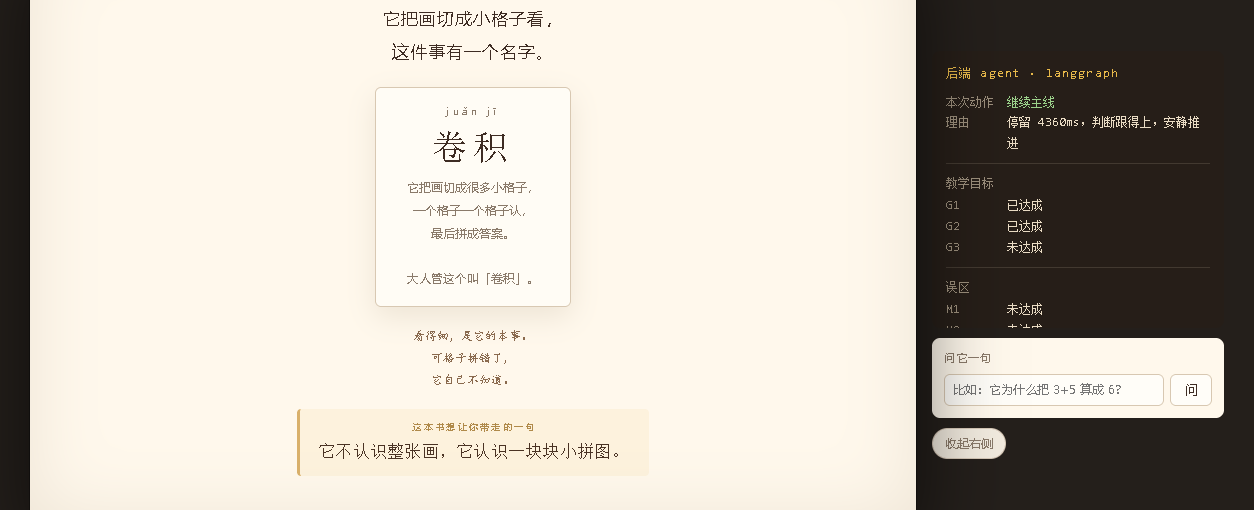 它把画切成小格子看，
这件事有一个名字。
juǎn jī
卷积
它把画切成很多小格子，
一个格子一个格子认，
最后拼成答案。
大人管这个叫「卷积」。
看得细，是它的本事。
可格子拼错了，
它自己不知道。
这本书想让你带走的一句
它不认识整张画，它认识一块块小拼图。
后端 agent · langgraph
本次动作 继续主线
理由 停留 4360ms，判断跟得上，安静推
进
教学目标
G1 已达成
G2 已达成
G3 未达成
误区
M1 未达成
问它一句
比如：它为什么把 3+5 算成 6？
问
收起右侧